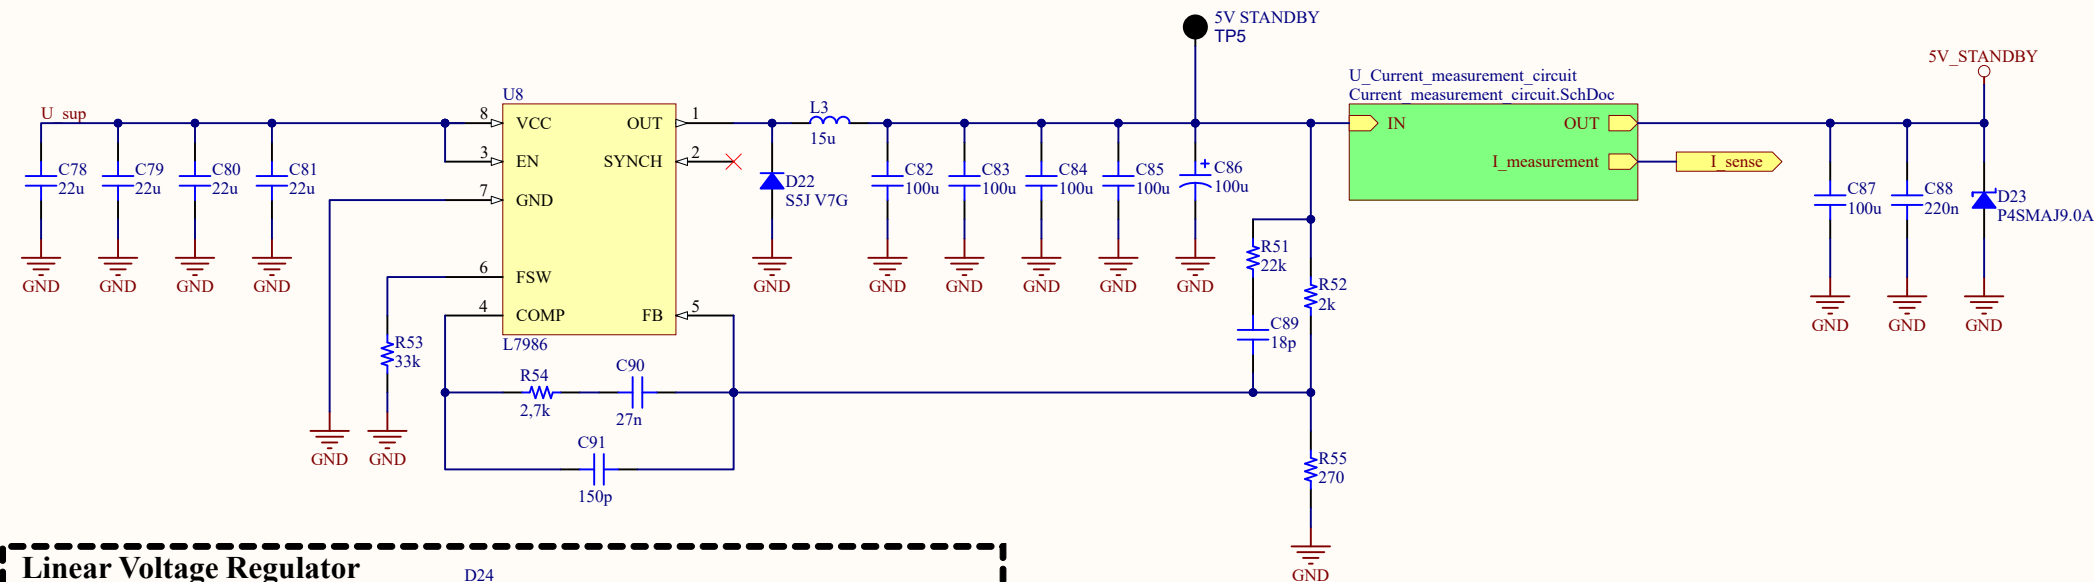 5V STANDBY
TP5
5V_STANDBY
U_Current_measurement_circuit
Current_measurement_circuit.SchDoc
U_sup
U8
8 VCC
3 EN
7 GND
6 FSW
4 COMP
OUT 1
SYNCH 2
FB 5
L7986
L3
15u
IN
OUT
I_measurement
I_sense
C78
22u
C79
22u
C80
22u
C81
22u
D22
S5J V7G
C82
100u
C83
100u
C84
100u
C85
100u
+ C86
100u
C87
100u
C88
220n
D23
P4SMAJ9.0A
GND
GND
GND
GND
GND
GND
GND
GND
GND
GND
GND
GND
GND
R51
22k
R52
2k
C89
18p
R53
33k
R54
2,7k
C90
27n
C91
150p
GND
GND
R55
270
GND
Linear Voltage Regulator
D24